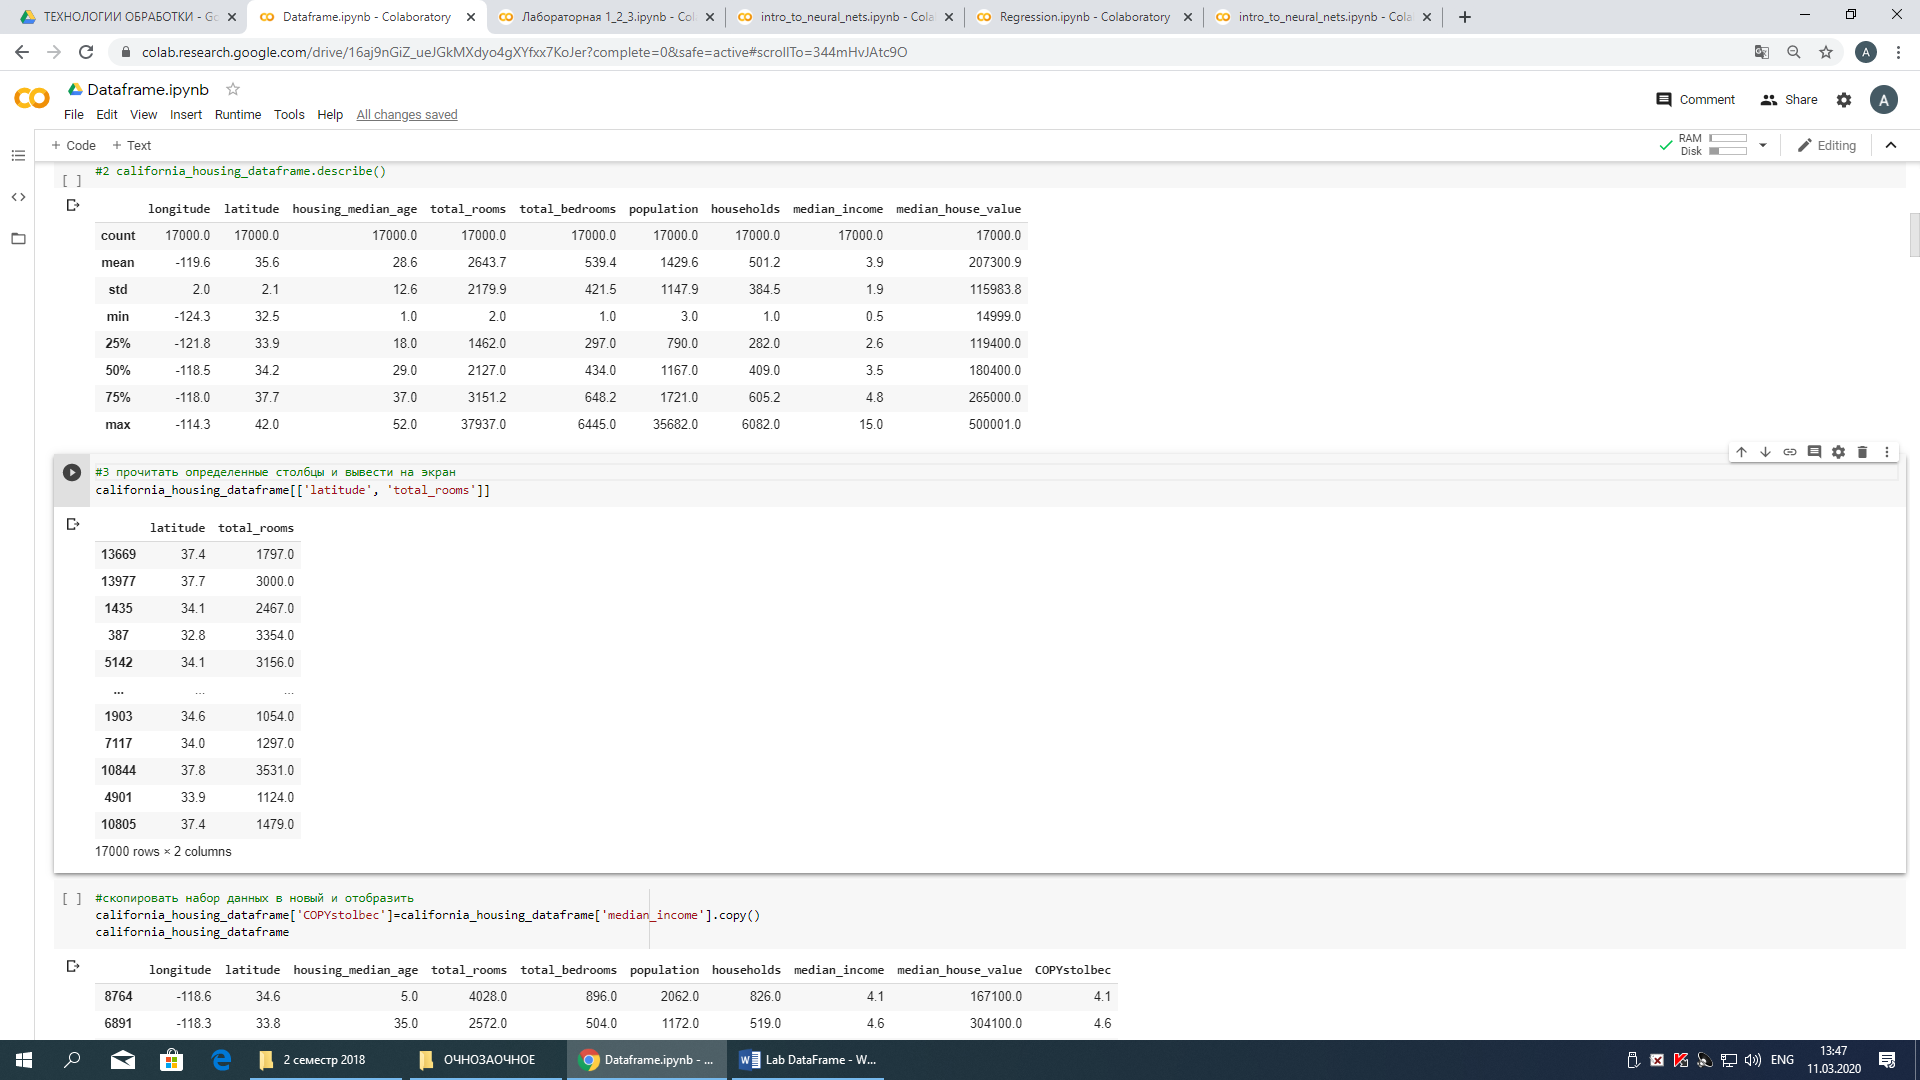 ТЕХНОЛОГИИ ОБРАБОТКИ - Go
Dataframe.ipynb - Colaboratory
Лабораторная 1_2_3.ipynb - Col
intro_to_neural_nets.ipynb - Cola
Regression.ipynb - Colaboratory
intro_to_neural_nets.ipynb - Cola
colab.research.google.com/drive/16aj9nGiZ_ueJGkMXdyo4gXYfxx7KoJer?complete=0&safe=active#scrollTo=344mHvJAtc9O
A
CO Dataframe.ipynb
Comment Share A
File Edit View Insert Runtime Tools Help All changes saved
+ Code + Text
RAM
Disk
Editing
[ ] #2 california_housing_dataframe.describe()
longitude latitude housing_median_age total_rooms total_bedrooms population households median_income median_house_value
count 17000.0 17000.0 17000.0 17000.0 17000.0 17000.0 17000.0 17000.0 17000.0
mean -119.6 35.6 28.6 2643.7 539.4 1429.6 501.2 3.9 207300.9
std 2.0 2.1 12.6 2179.9 421.5 1147.9 384.5 1.9 115983.8
min -124.3 32.5 1.0 2.0 1.0 3.0 1.0 0.5 14999.0
25% -121.8 33.9 18.0 1462.0 297.0 790.0 282.0 2.6 119400.0
50% -118.5 34.2 29.0 2127.0 434.0 1167.0 409.0 3.5 180400.0
75% -118.0 37.7 37.0 3151.2 648.2 1721.0 605.2 4.8 265000.0
max -114.3 42.0 52.0 37937.0 6445.0 35682.0 6082.0 15.0 500001.0
#3 прочитать определенные столбцы и вывести на экран
california_housing_dataframe[['latitude', 'total_rooms']]
latitude total_rooms
13669 37.4 1797.0
13977 37.7 3000.0
1435 34.1 2467.0
387 32.8 3354.0
5142 34.1 3156.0
... ... ...
1903 34.6 1054.0
7117 34.0 1297.0
10844 37.8 3531.0
4901 33.9 1124.0
10805 37.4 1479.0
17000 rows × 2 columns
[ ] #скопировать набор данных в новый и отобразить
california_housing_dataframe['COPYstolbec']=california_housing_dataframe['median_income'].copy()
california_housing_dataframe
longitude latitude housing_median_age total_rooms total_bedrooms population households median_income median_house_value COPYstolbec
8764 -118.6 34.6 5.0 4028.0 896.0 2062.0 826.0 4.1 167100.0 4.1
6891 -118.3 33.8 35.0 2572.0 504.0 1172.0 519.0 4.6 304100.0 4.6
2 семестр 2018
ОЧНОЗАОЧНОЕ
Dataframe.ipynb - ...
Lab DataFrame - W...
ENG
13:47
11.03.2020